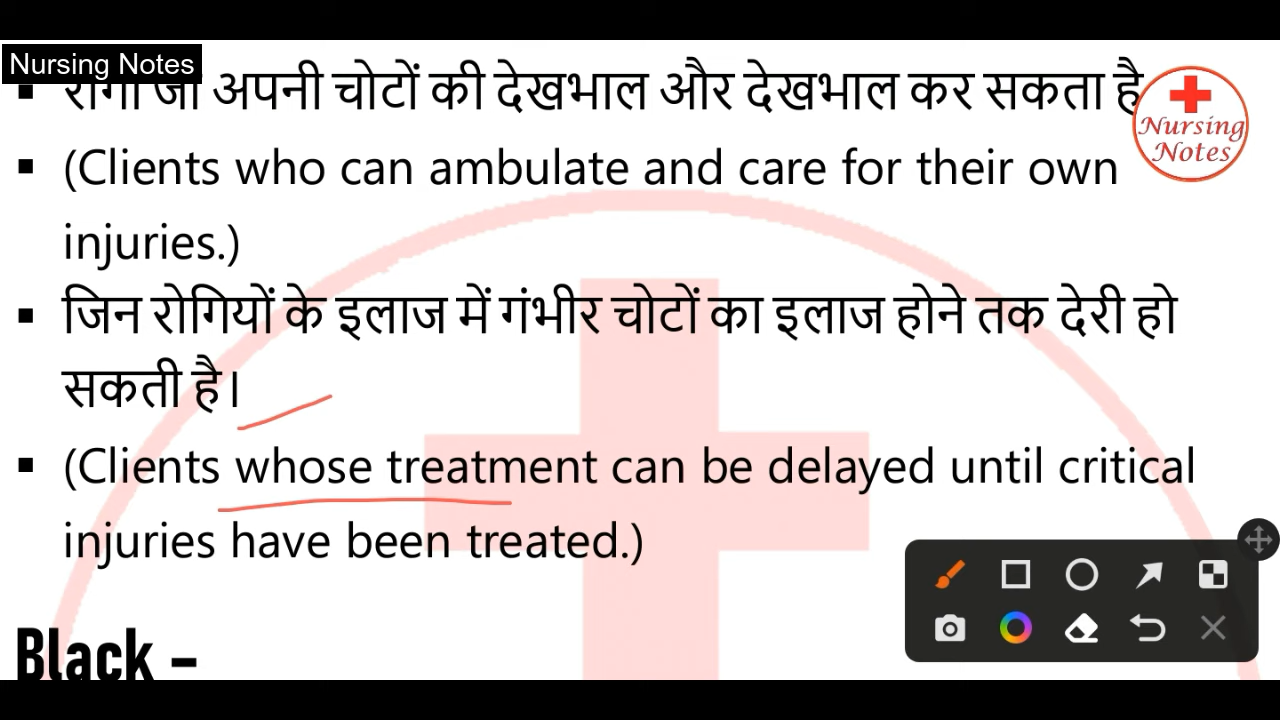 Nursing Notes
▪ रोगी जो अपनी चोटों की देखभाल और देखभाल कर सकता है
Nursing
Notes
▪ (Clients who can ambulate and care for their own
injuries.)
▪ जिन रोगियों के इलाज में गंभीर चोटों का इलाज होने तक देरी हो
सकती है।
▪ (Clients whose treatment can be delayed until critical
injuries have been treated.)
Black –